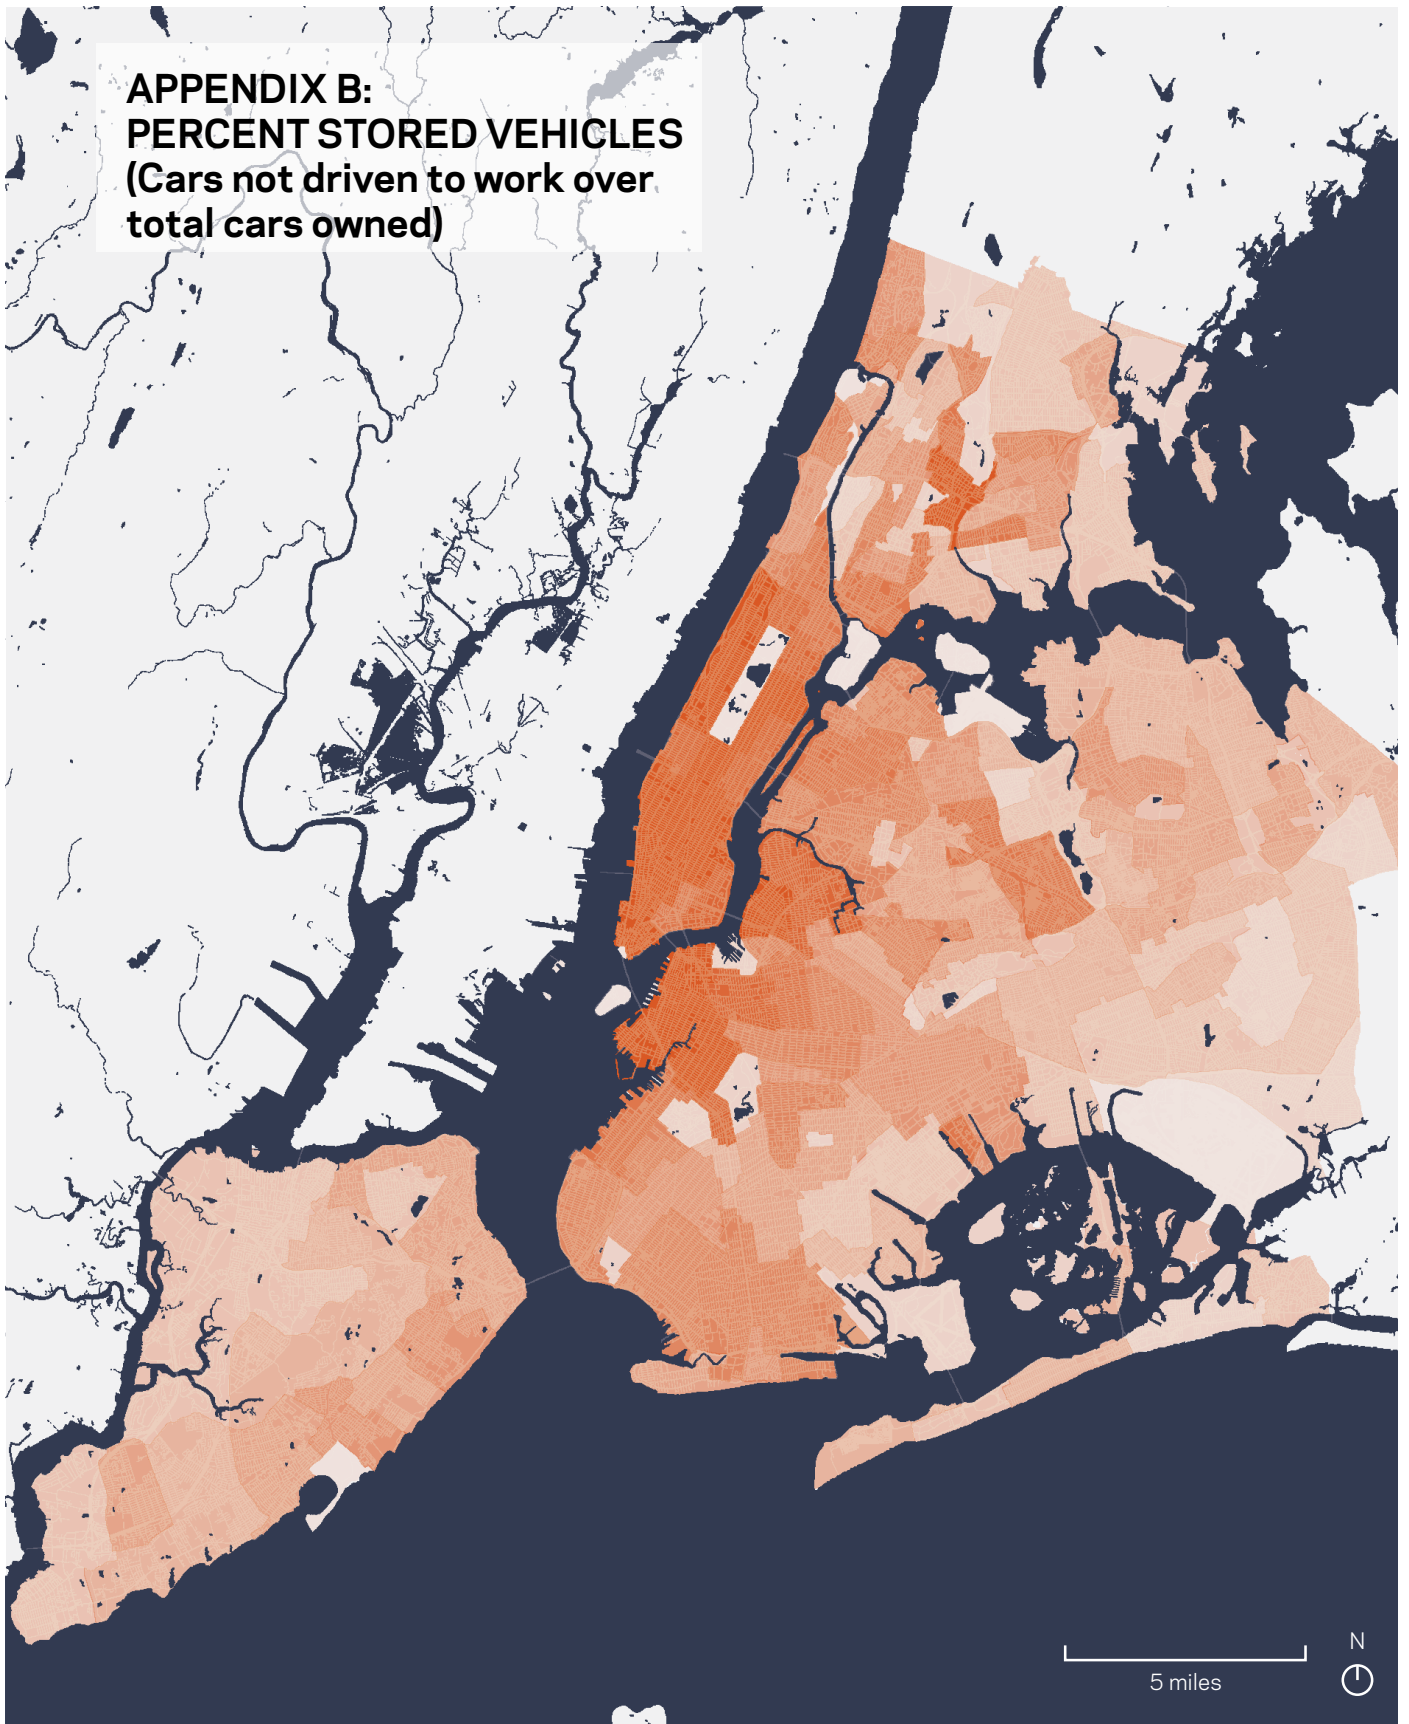 APPENDIX B:
PERCENT STORED VEHICLES
(Cars not driven to work over
total cars owned)
N
5 miles